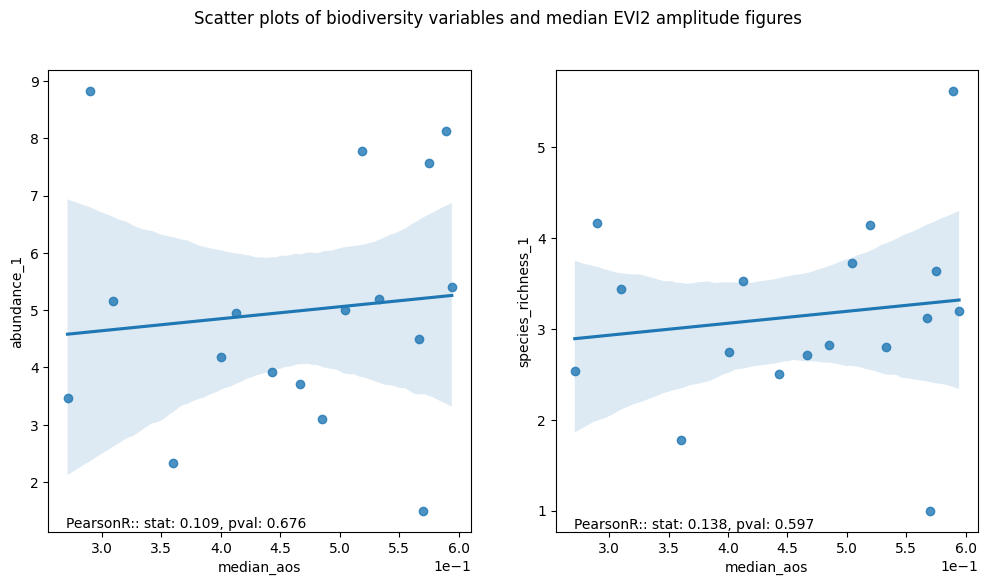 Scatter plots of biodiversity variables and median EVI2 amplitude figures
9
8
7
6
5
4
3
2
abundance_1
PearsonR:: stat: 0.109, pval: 0.676
3.0 3.5 4.0 4.5 5.0 5.5 6.0
median_aos
1e−1
5
4
3
2
1
species_richness_1
PearsonR:: stat: 0.138, pval: 0.597
3.0 3.5 4.0 4.5 5.0 5.5 6.0
median_aos
1e−1